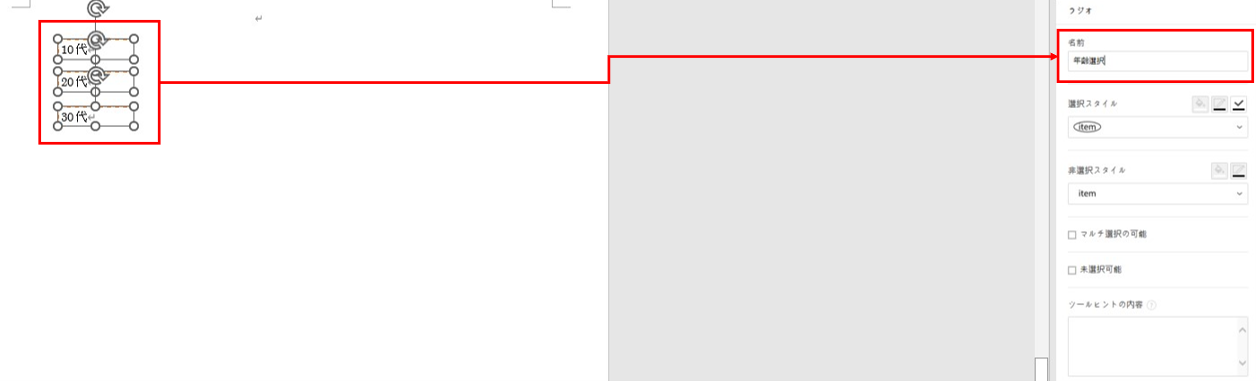 10代
20代
30代
ラジオ
名前
年齢選択
選択スタイル
item
非選択スタイル
item
マルチ選択の可能
未選択可能
ツールヒントの内容